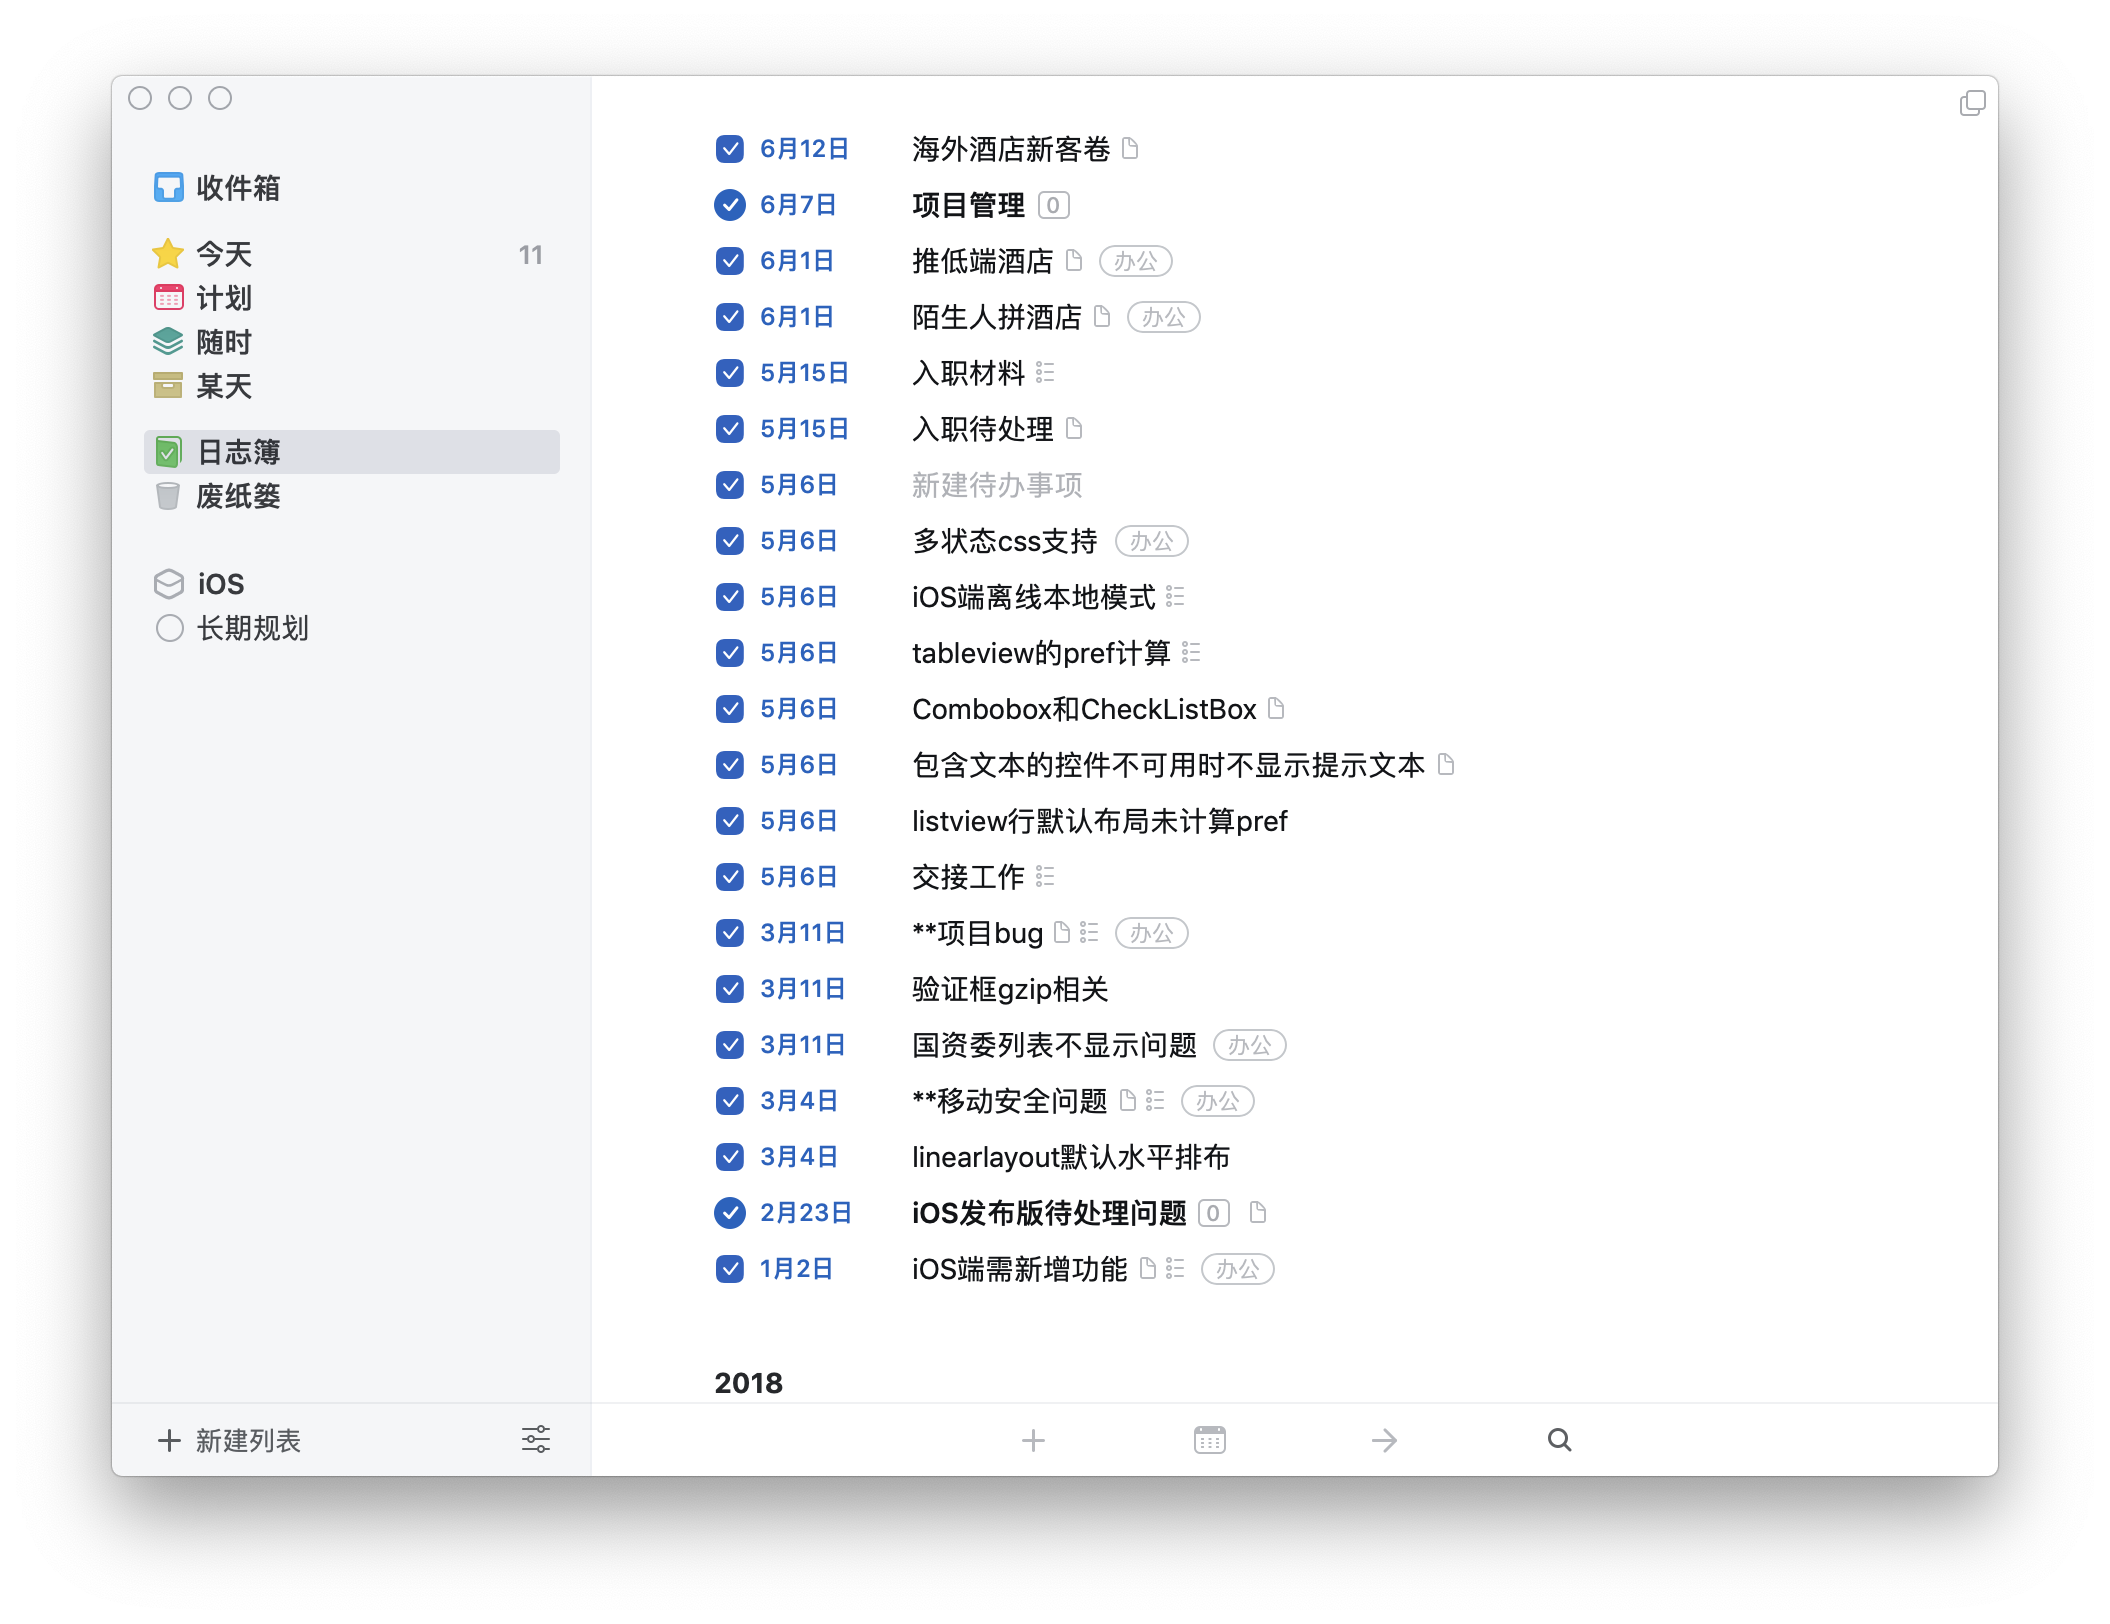 收件箱
今天 11
计划
随时
某天
日志簿
废纸篓
iOS
长期规划
新建列表
6月12日 海外酒店新客卷
6月7日 项目管理 0
6月1日 推低端酒店 办公
6月1日 陌生人拼酒店 办公
5月15日 入职材料
5月15日 入职待处理
5月6日 新建待办事项
5月6日 多状态css支持 办公
5月6日 iOS端离线本地模式
5月6日 tableview的pref计算
5月6日 Combobox和CheckListBox
5月6日 包含文本的控件不可用时不显示提示文本
5月6日 listview行默认布局未计算pref
5月6日 交接工作
3月11日 **项目bug 办公
3月11日 验证框gzip相关
3月11日 国资委列表不显示问题 办公
3月4日 **移动安全问题 办公
3月4日 linearlayout默认水平排布
2月23日 iOS发布版待处理问题 0
1月2日 iOS端需新增功能 办公
2018